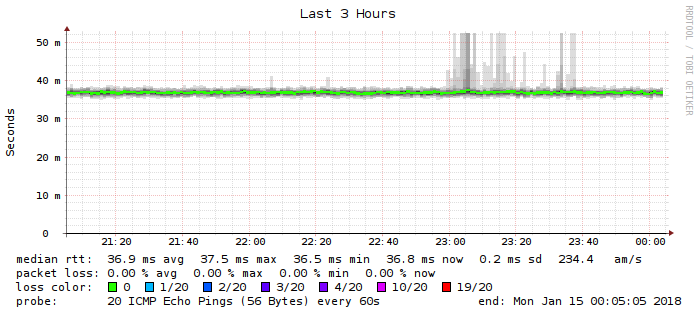 Last 3 Hours
RRDTOOL / TOBI OETIKER
Seconds
50 m
40 m
30 m
20 m
10 m
0
21:20 21:40 22:00 22:20 22:40 23:00 23:20 23:40 00:00
median rtt: 36.9 ms avg 37.5 ms max 36.5 ms min 36.8 ms now 0.2 ms sd 234.4 am/s
packet loss: 0.00 % avg 0.00 % max 0.00 % min 0.00 % now
loss color: 0 1/20 2/20 3/20 4/20 10/20 19/20
probe: 20 ICMP Echo Pings (56 Bytes) every 60s end: Mon Jan 15 00:05:05 2018